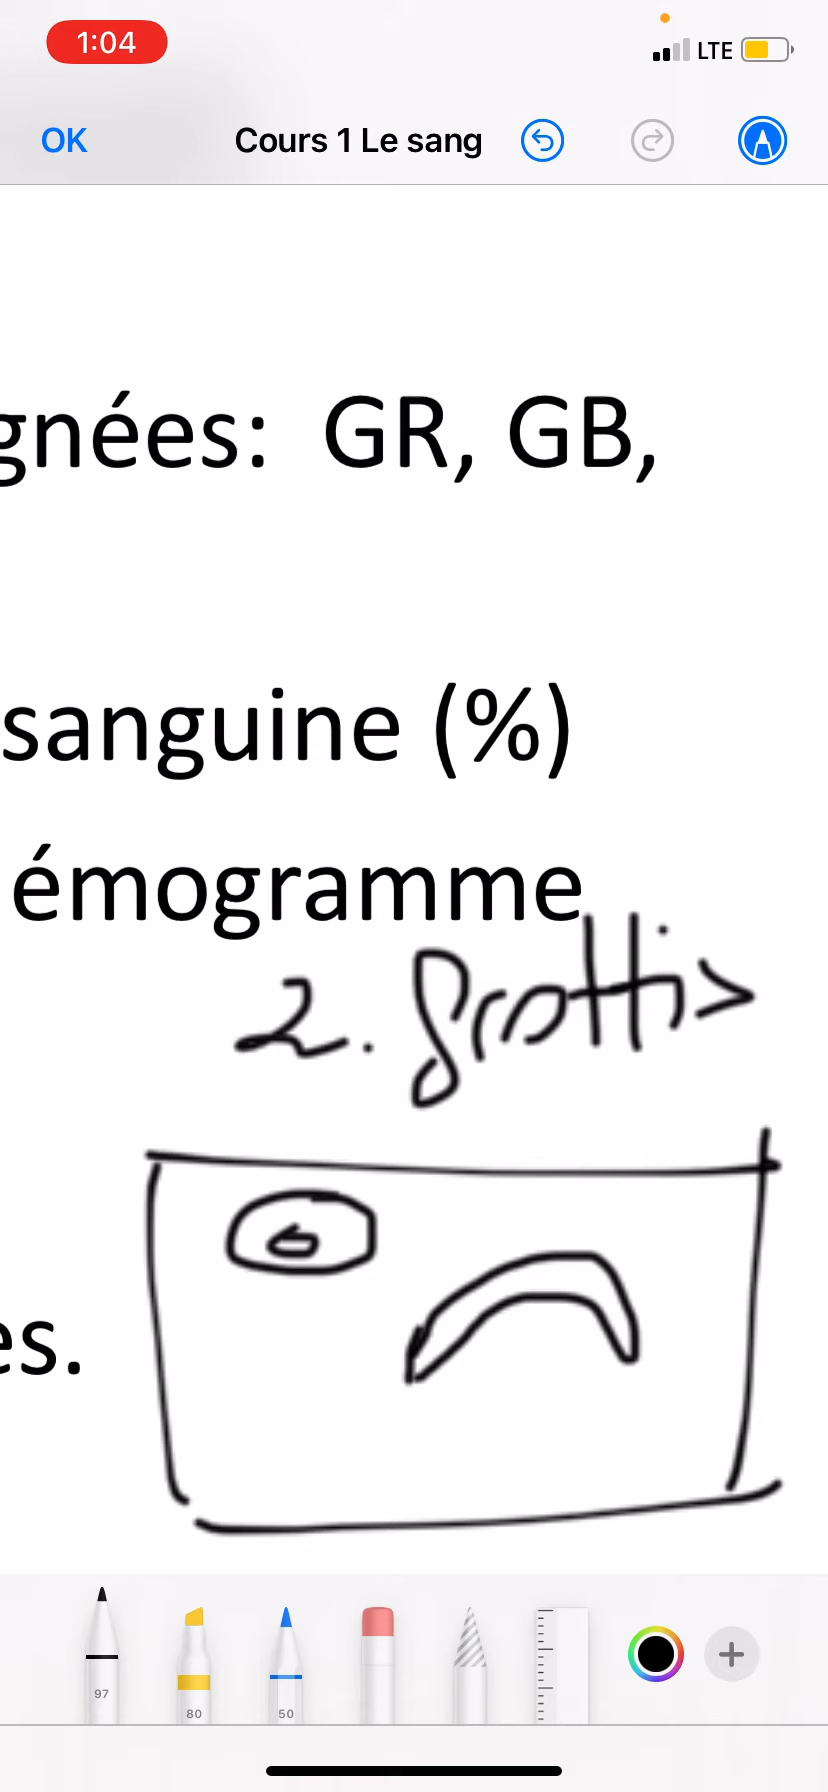 1:04
LTE
OK Cours 1 Le sang
gnées: GR, GB,
sanguine (%)
émogramme
2. frottis
es.
97 80 50